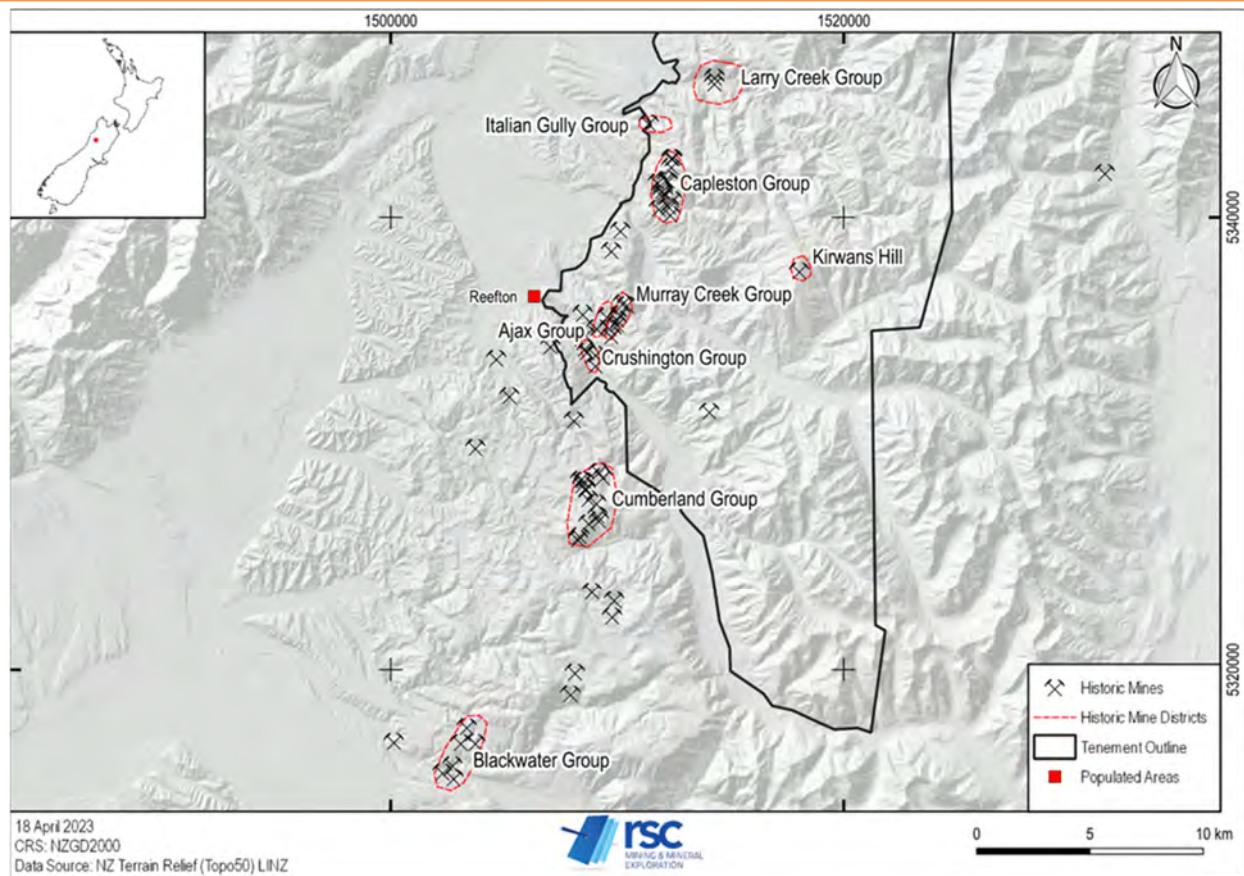 1500000
1520000
N
Larry Creek Group
Italian Gully Group
Capleston Group
5340000
Kirwans Hill
Reefton
Murray Creek Group
Ajax Group
Crushington Group
Cumberland Group
5320000
Historic Mines
Historic Mine Districts
Tenement Outline
Populated Areas
Blackwater Group
18 April 2023
CRS: NZGD2000
Data Source: NZ Terrain Relief (Topo50) LINZ
rsc
MINING & MINERAL
EXPLORATION
0 5 10 km